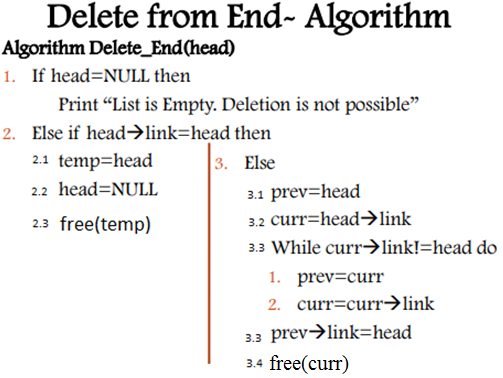 Delete from End- Algorithm
Algorithm Delete_End(head)
1. If head=NULL then
Print “List is Empty. Deletion is not possible”
2. Else if head→link=head then
2.1 temp=head
2.2 head=NULL
2.3 free(temp)
3. Else
3.1 prev=head
3.2 curr=head→link
3.3 While curr→link!=head do
1. prev=curr
2. curr=curr→link
3.3 prev→link=head
3.4 free(curr)